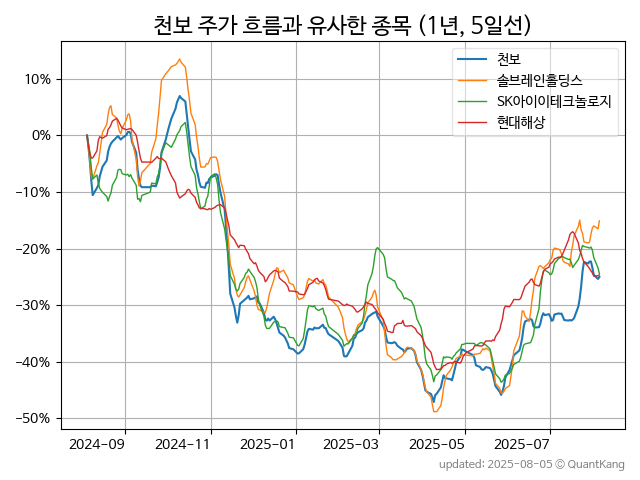 천보 주가 흐름과 유사한 종목 (1년, 5일선)
천보
솔브레인홀딩스
SK아이이테크놀로지
현대해상
10%
0%
−10%
−20%
−30%
−40%
−50%
2024-09
2024-11
2025-01
2025-03
2025-05
2025-07
updated: 2025-08-05 © QuantKang